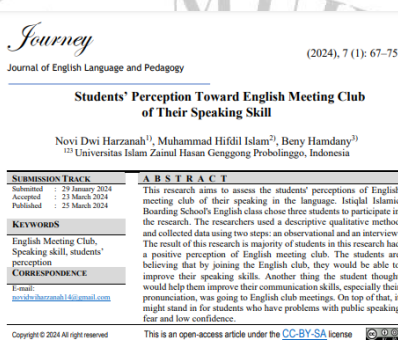 Journey
(2024), 7 (1): 67–75
Journal of English Language and Pedagogy
Students' Perception Toward English Meeting Club
of Their Speaking Skill
Novi Dwi Harzanah1), Muhammad Hifdil Islam2), Beny Hamdany3)
123 Universitas Islam Zainul Hasan Genggong Probolinggo, Indonesia
SUBMISSION TRACK
Submitted : 29 January 2024
Accepted : 23 March 2024
Published : 25 March 2024
KEYWORDS
English Meeting Club,
Speaking skill, students'
perception
CORRESPONDENCE
E-mail:
novidwiharzanah14@gmail.com
A B S T R A C T
This research aims to assess the students' perceptions of English
meeting club of their speaking in the language. Istiqlal Islamic
Boarding School's English class chose three students to participate in
the research. The researchers used a descriptive qualitative method
and collected data using two steps: an observational and an interview.
The result of this research is majority of students in this research had
a positive perception of English meeting club. The students are
believing that by joining the English club, they would be able to
improve their speaking skills. Another thing the student thought
would help them improve their communication skills, especially their
pronunciation, was going to English club meetings. On top of that, it
might stand in for students who have problems with public speaking
fear and low confidence.
Copyright © 2024 All right reserved
This is an open-access article under the CC-BY-SA license